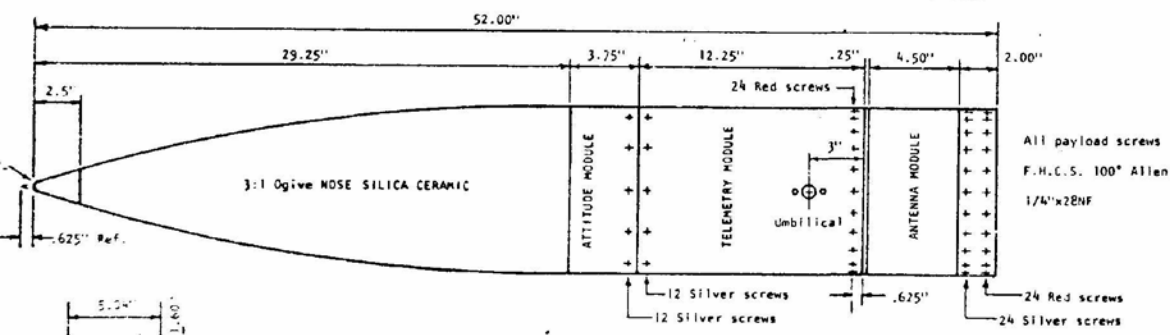 52.00"
29.25"
3.75"
12.25"
.25"
4.50"
2.00"
2.5"
24 Red screws
3:1 Ogive NOSE SILICA CERAMIC
ATTITUDE MODULE
TELEMETRY MODULE
3"
Umbilical
ANTENNA MODULE
All payload screws
F.H.C.S. 100° Allen
1/4"x28NF
.625" Ref.
12 Silver screws
12 Silver screws
.625"
24 Red screws
24 Silver screws
1.60"